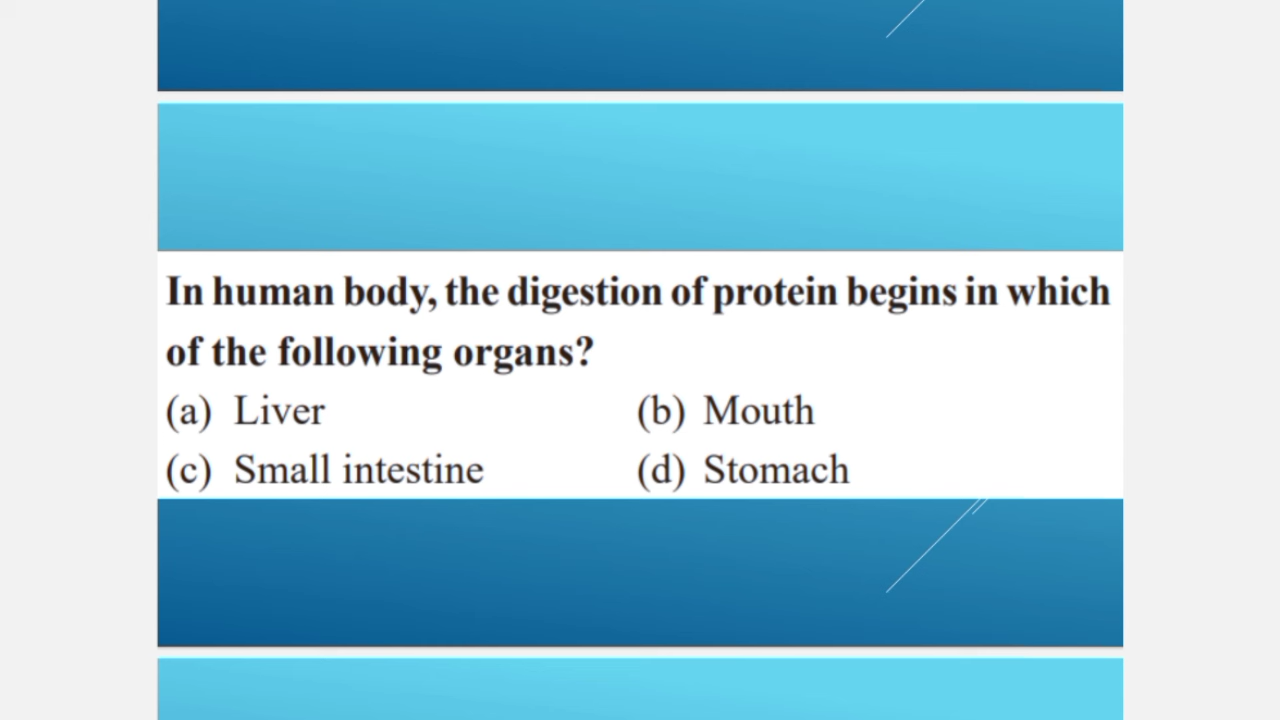 In human body, the digestion of protein begins in which
of the following organs?
(a) Liver (b) Mouth
(c) Small intestine (d) Stomach